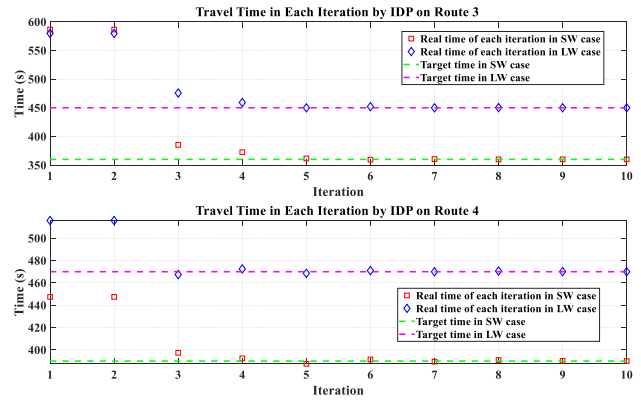 Travel Time in Each Iteration by IDP on Route 3
600
550
500
450
400
350
Time (s)
Real time of each iteration in SW case
Real time of each iteration in LW case
Target time in SW case
Target time in LW case
1 2 3 4 5 6 7 8 9 10
Iteration
Travel Time in Each Iteration by IDP on Route 4
500
480
460
440
420
400
Time (s)
Real time of each iteration in SW case
Real time of each iteration in LW case
Target time in SW case
Target time in LW case
1 2 3 4 5 6 7 8 9 10
Iteration